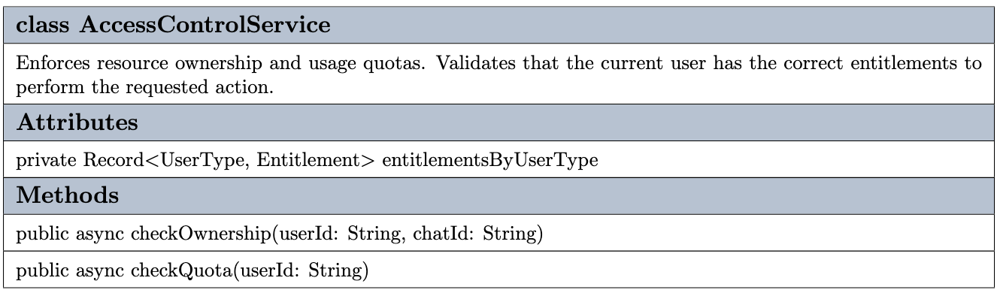 class AccessControlService
Enforces resource ownership and usage quotas. Validates that the current user has the correct entitlements to
perform the requested action.
Attributes
private Record<UserType, Entitlement> entitlementsByUserType
Methods
public async checkOwnership(userId: String, chatId: String)
public async checkQuota(userId: String)